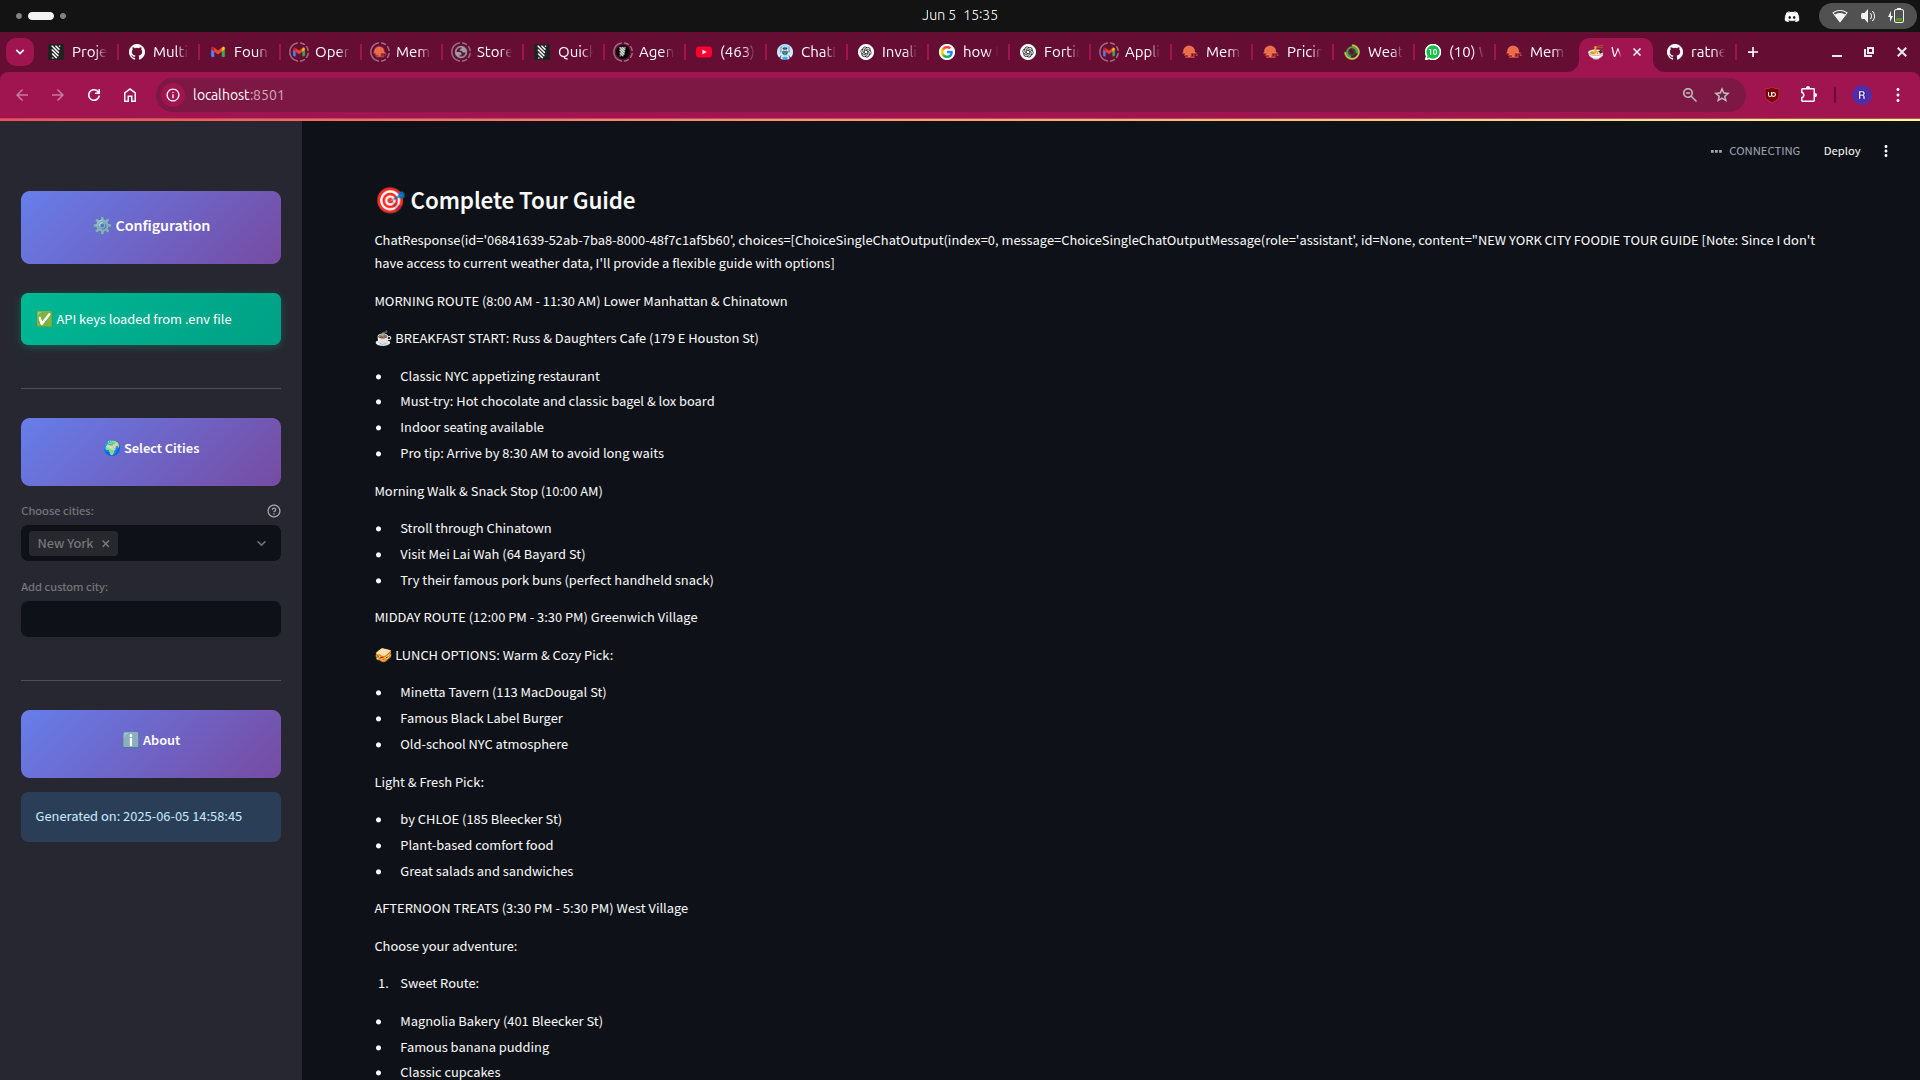 Jun 5 15:35
Proje
Multi
Foun
Oper
Mem
Store
Quick
Agen
(463)
Chat
Invali
how
Forti
Appli
Mem
Pricin
Weat
(10)
Mem
W
ratne
localhost:8501
R
CONNECTING
Deploy
⚙️ Configuration
✅ API keys loaded from .env file
🌍 Select Cities
Choose cities:
New York
Add custom city:
ℹ️ About
Generated on: 2025-06-05 14:58:45
🎯 Complete Tour Guide
ChatResponse(id='06841639-52ab-7ba8-8000-48f7c1af5b60', choices=[ChoiceSingleChatOutput(index=0, message=ChoiceSingleChatOutputMessage(role='assistant', id=None, content="NEW YORK CITY FOODIE TOUR GUIDE [Note: Since I don't
have access to current weather data, I'll provide a flexible guide with options]
MORNING ROUTE (8:00 AM - 11:30 AM) Lower Manhattan & Chinatown
☕ BREAKFAST START: Russ & Daughters Cafe (179 E Houston St)
• Classic NYC appetizing restaurant
• Must-try: Hot chocolate and classic bagel & lox board
• Indoor seating available
• Pro tip: Arrive by 8:30 AM to avoid long waits
Morning Walk & Snack Stop (10:00 AM)
• Stroll through Chinatown
• Visit Mei Lai Wah (64 Bayard St)
• Try their famous pork buns (perfect handheld snack)
MIDDAY ROUTE (12:00 PM - 3:30 PM) Greenwich Village
🥪 LUNCH OPTIONS: Warm & Cozy Pick:
• Minetta Tavern (113 MacDougal St)
• Famous Black Label Burger
• Old-school NYC atmosphere
Light & Fresh Pick:
• by CHLOE (185 Bleecker St)
• Plant-based comfort food
• Great salads and sandwiches
AFTERNOON TREATS (3:30 PM - 5:30 PM) West Village
Choose your adventure:
1. Sweet Route:
• Magnolia Bakery (401 Bleecker St)
• Famous banana pudding
• Classic cupcakes